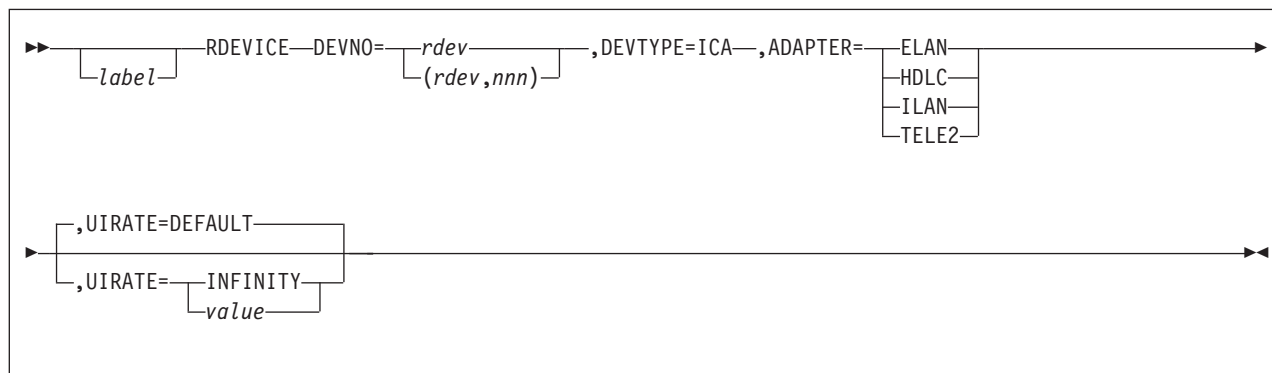 RDEVICE DEVNO= rdev ,DEVTYPE=ICA ,ADAPTER= ELAN
label (rdev,nnn) HDLC
ILAN
TELE2
,UIRATE=DEFAULT
,UIRATE= INFINITY
value